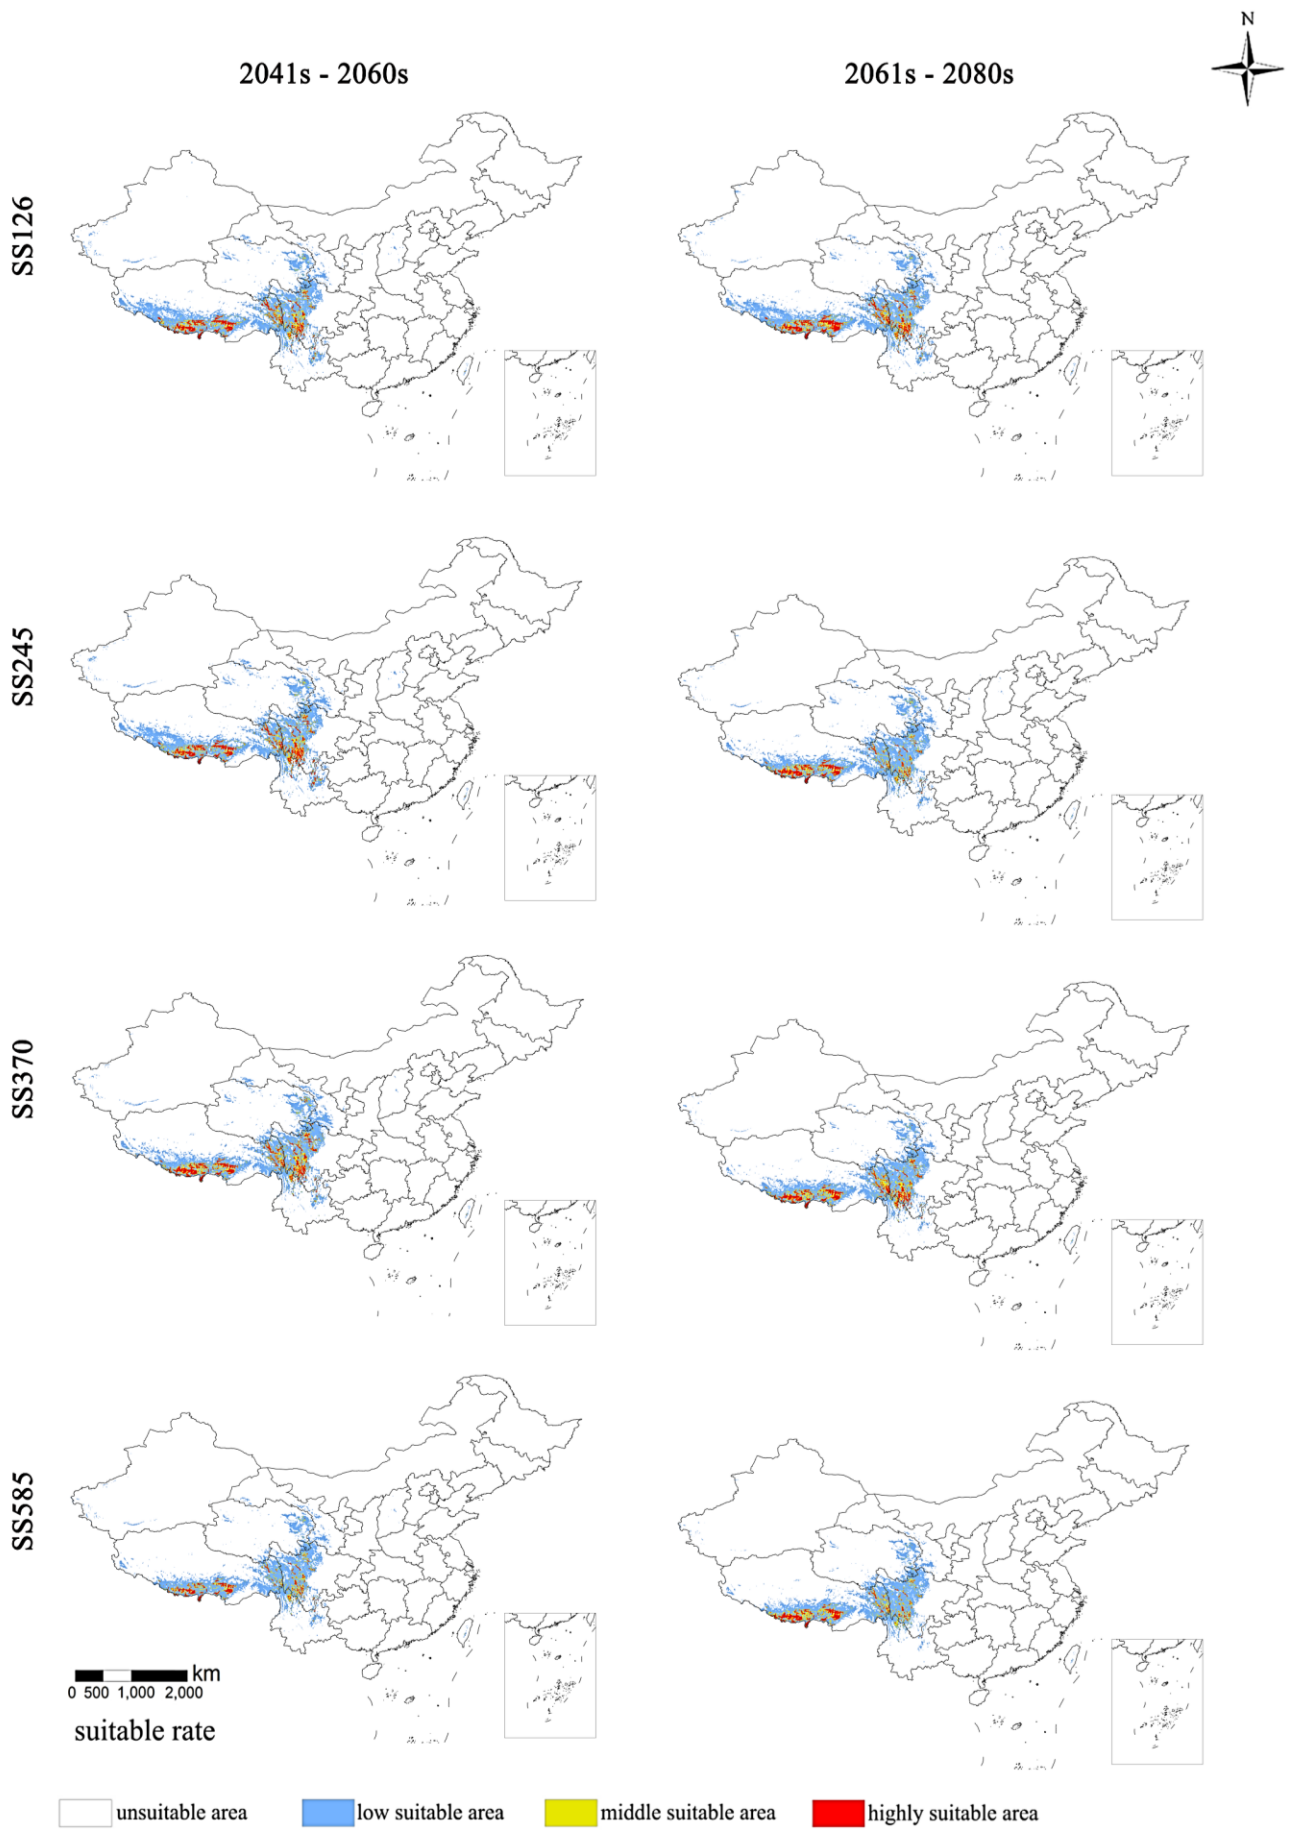 N
2041s - 2060s
2061s - 2080s
SS126
SS245
SS370
SS585
km
0 500 1,000 2,000
suitable rate
unsuitable area
low suitable area
middle suitable area
highly suitable area